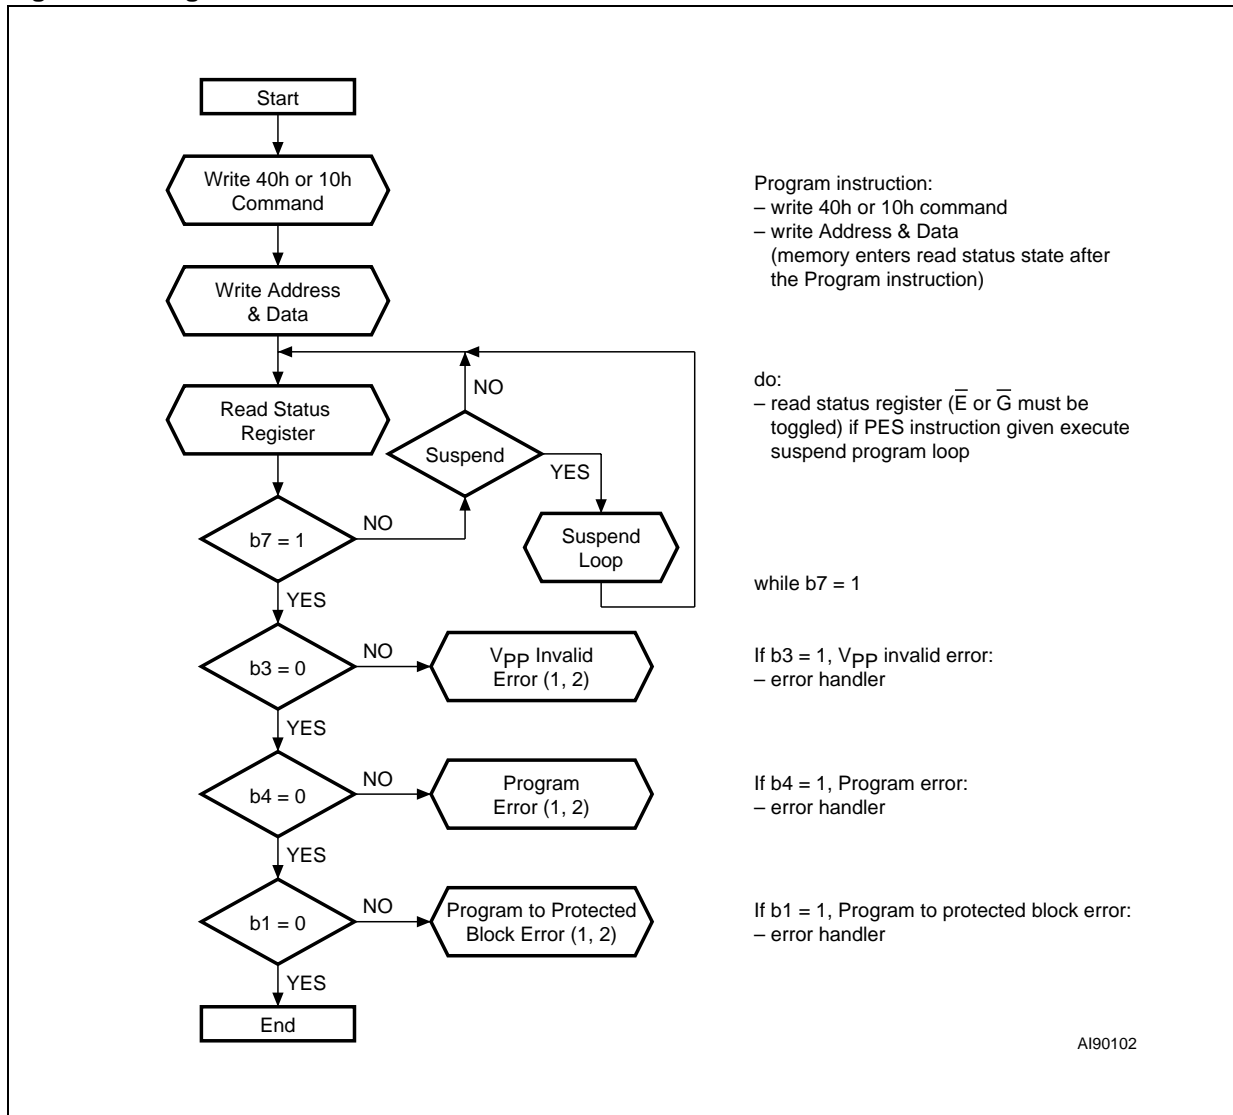 Start
Write 40h or 10h
Command
Write Address
& Data
Read Status
Register
NO
Suspend
YES
Suspend
Loop
b7 = 1
NO
YES
b3 = 0
NO
VPP Invalid
Error (1, 2)
YES
b4 = 0
NO
Program
Error (1, 2)
YES
b1 = 0
NO
Program to Protected
Block Error (1, 2)
YES
End
Program instruction:
– write 40h or 10h command
– write Address & Data
(memory enters read status state after
the Program instruction)
do:
– read status register (E̅ or G̅ must be
toggled) if PES instruction given execute
suspend program loop
while b7 = 1
If b3 = 1, VPP invalid error:
– error handler
If b4 = 1, Program error:
– error handler
If b1 = 1, Program to protected block error:
– error handler
AI90102